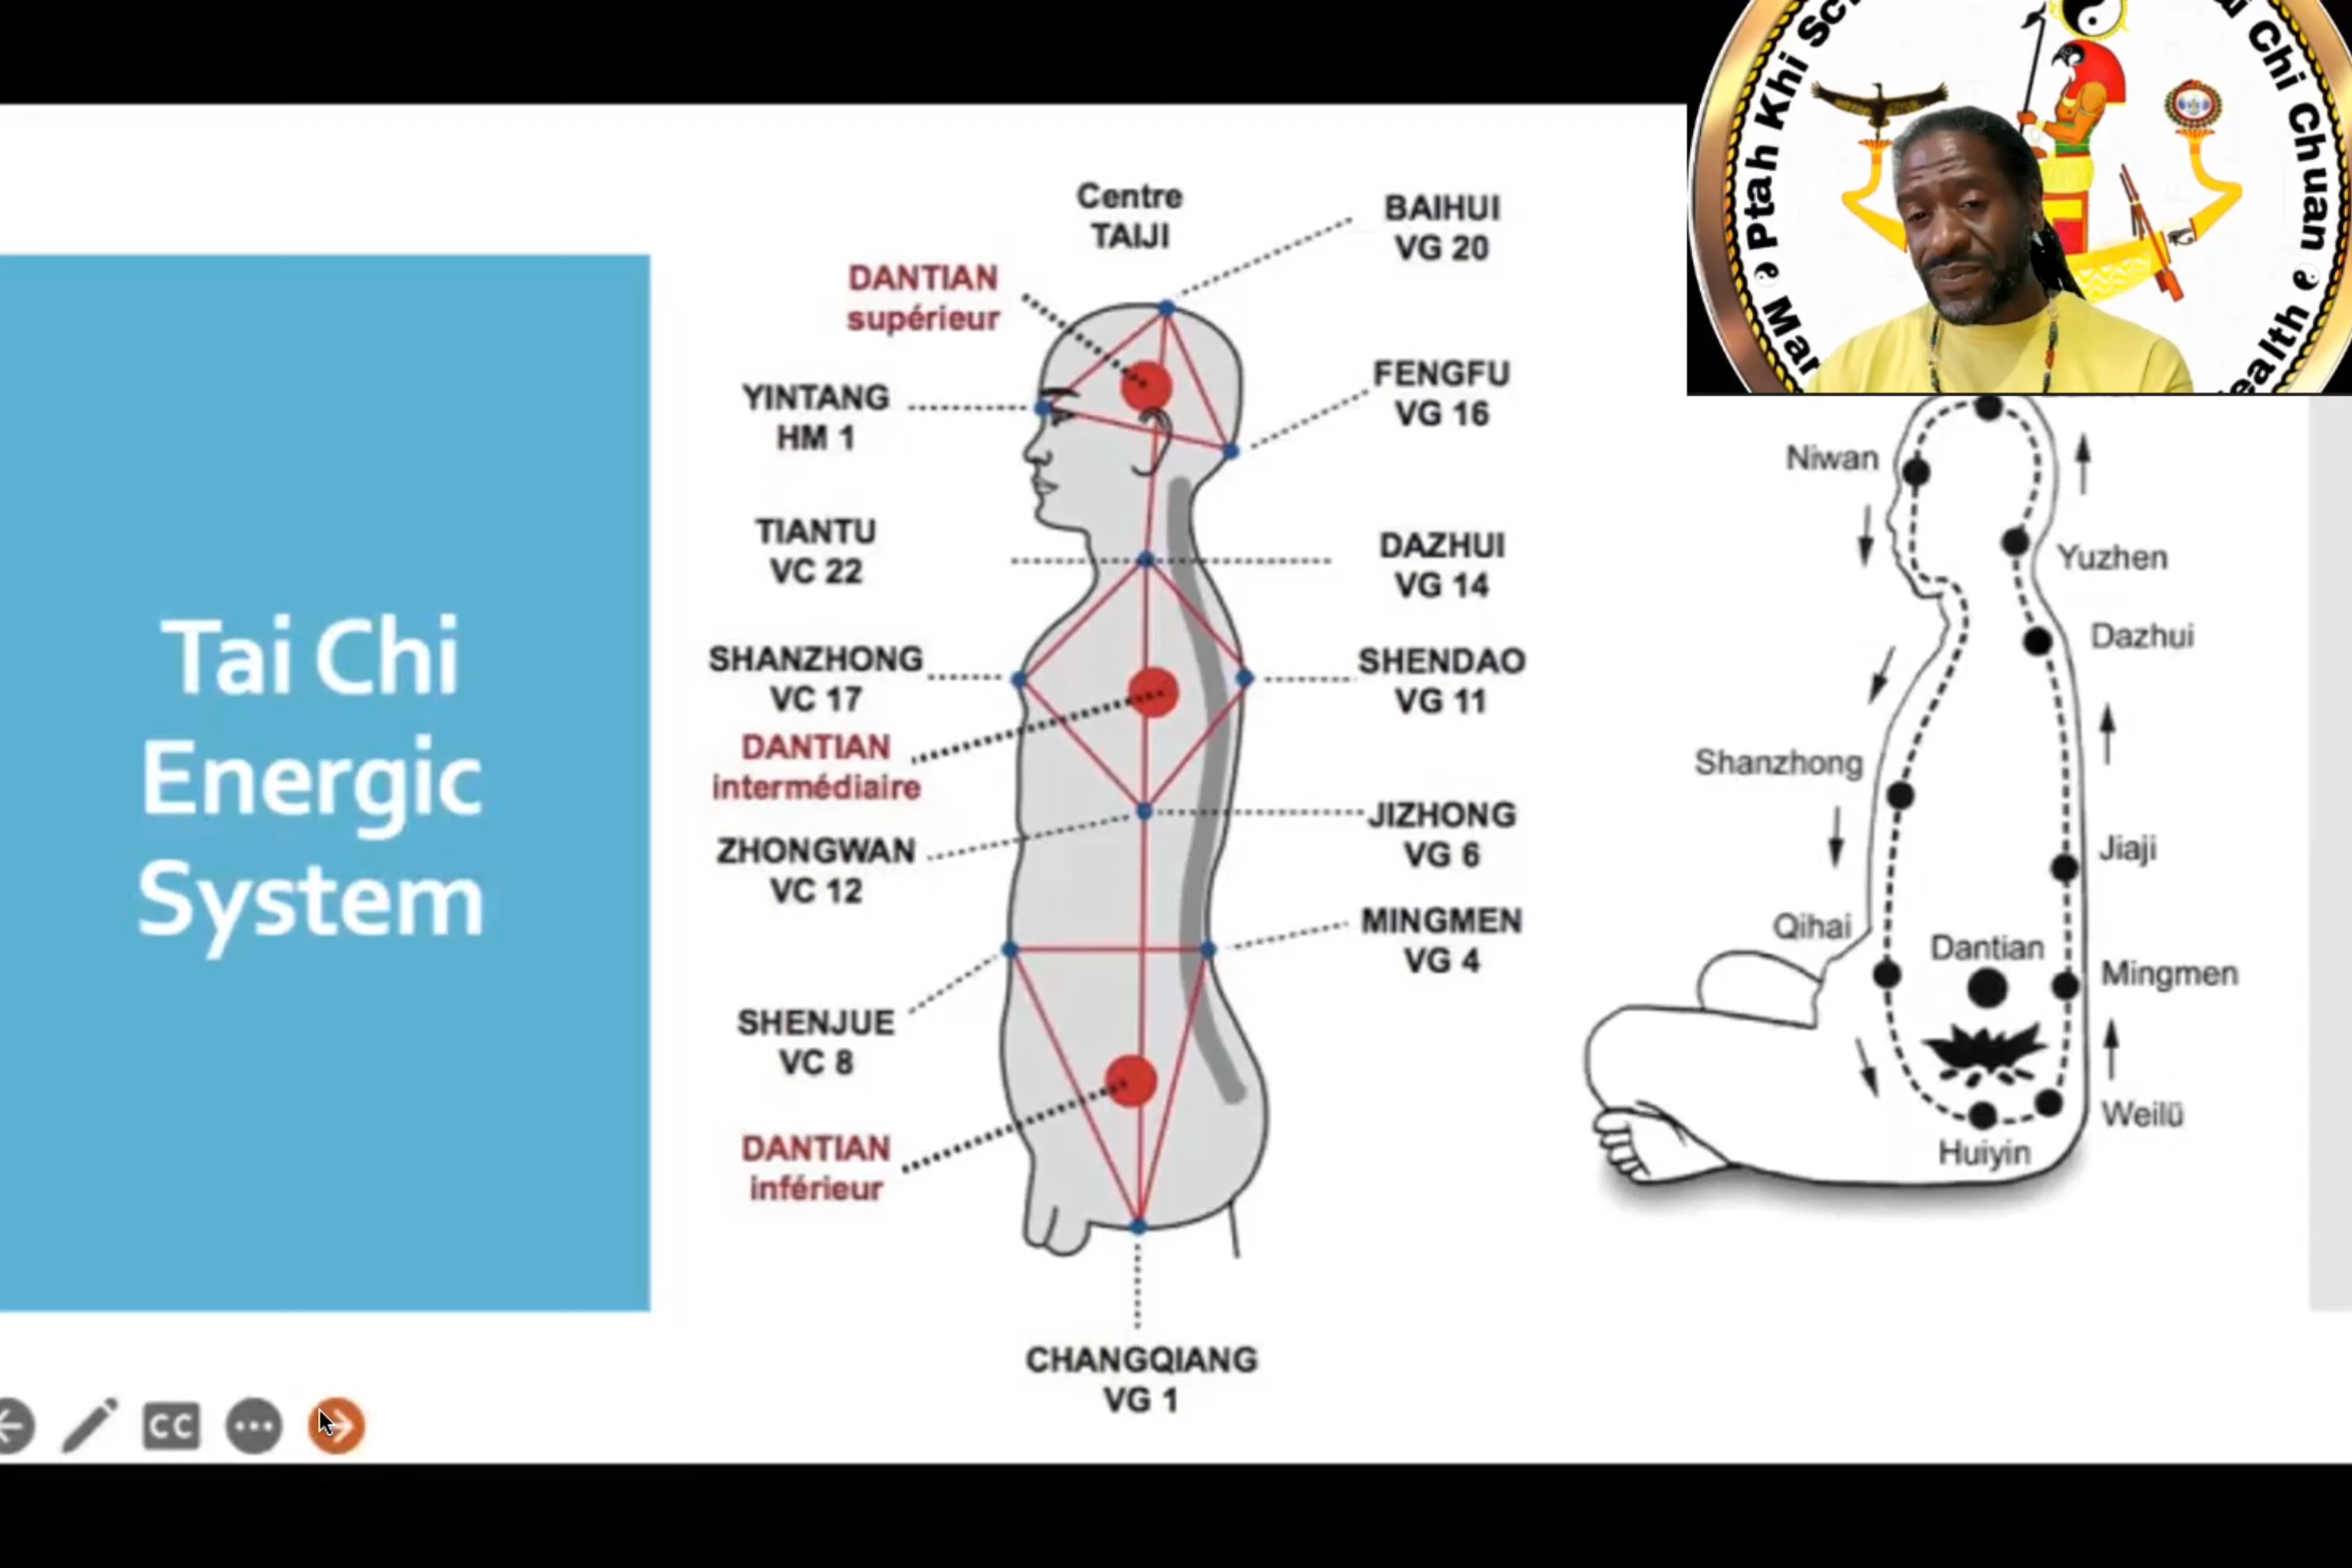 Tai Chi
Energic
System
Centre
TAIJI
BAIHUI
VG 20
DANTIAN
supérieur
YINTANG
HM 1
FENGFU
VG 16
TIANTU
VC 22
DAZHUI
VG 14
SHANZHONG
VC 17
SHENDAO
VG 11
DANTIAN
intermédiaire
ZHONGWAN
VC 12
JIZHONG
VG 6
MINGMEN
VG 4
SHENJUE
VC 8
DANTIAN
inférieur
CHANGQIANG
VG 1
Niwan
Yuzhen
Dazhui
Shanzhong
Jiaji
Qihai
Dantian
Mingmen
Weilü
Huiyin
Ptah Khi
Chi Chuan
CC